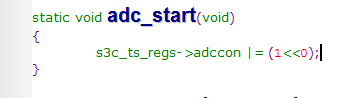 static void adc_start(void)
{
s3c_ts_regs->adccon |= (1<<0);
}